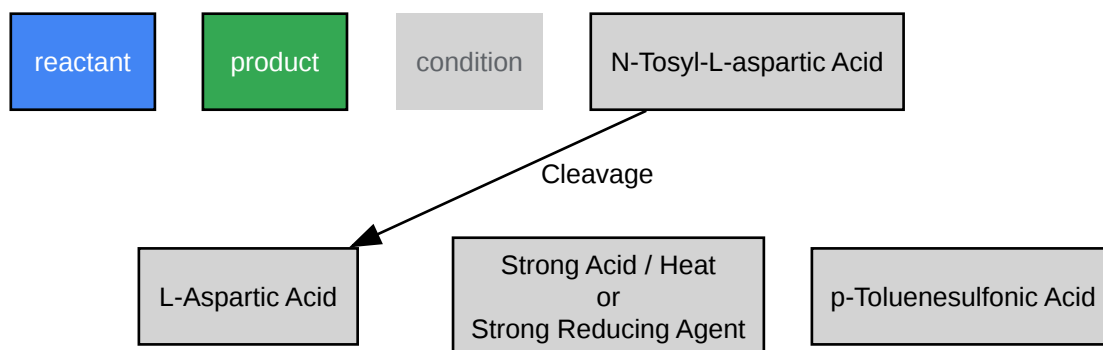 reactant
product
condition
N-Tosyl-L-aspartic Acid
Cleavage
L-Aspartic Acid
Strong Acid / Heat
or
Strong Reducing Agent
p-Toluenesulfonic Acid